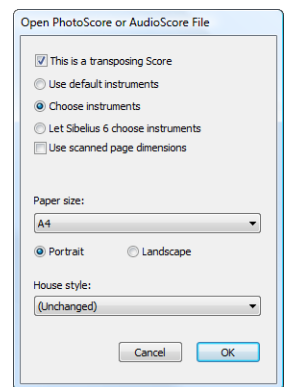 Open PhotoScore or AudioScore File
This is a transposing Score
Use default instruments
Choose instruments
Let Sibelius 6 choose instruments
Use scanned page dimensions
Paper size:
A4
Portrait Landscape
House style:
(Unchanged)
Cancel OK